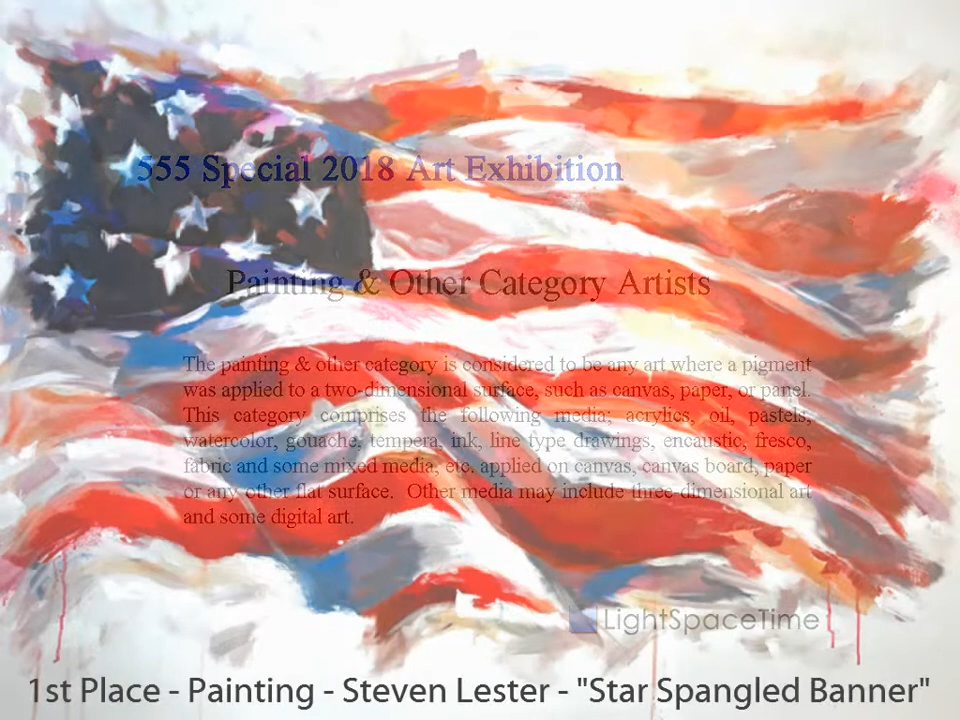 555 Special 2018 Art Exhibition
Painting & Other Category Artists
The painting & other category is considered to be any art where a pigment
was applied to a two-dimensional surface, such as canvas, paper, or panel.
This category comprises the following media; acrylics, oil, pastels,
watercolor, gouache, tempera, ink, line type drawings, encaustic, fresco,
fabric and some mixed media, etc. applied on canvas, canvas board, paper
or any other flat surface. Other media may include three-dimensional art
and some digital art.
LightSpaceTime
1st Place - Painting - Steven Lester - "Star Spangled Banner"